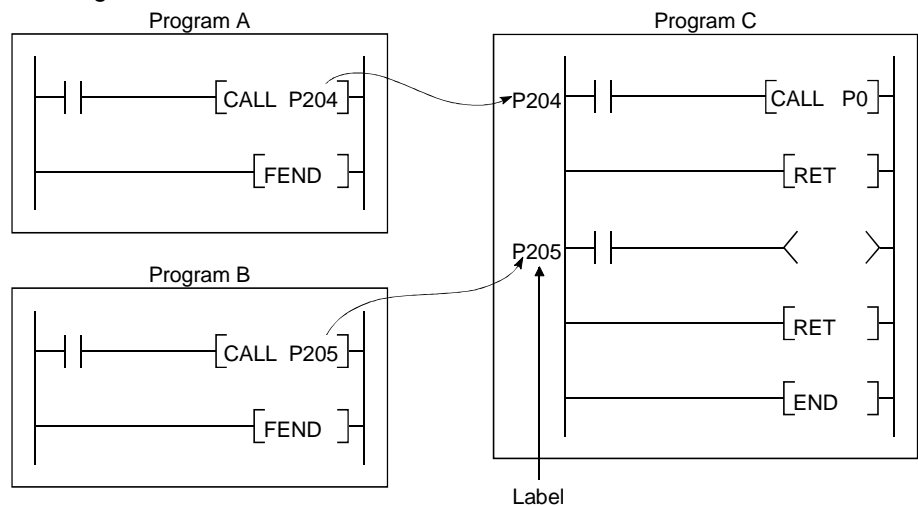 Program A
CALL P204
FEND
Program B
CALL P205
FEND
Program C
P204
CALL P0
RET
P205
RET
END
Label